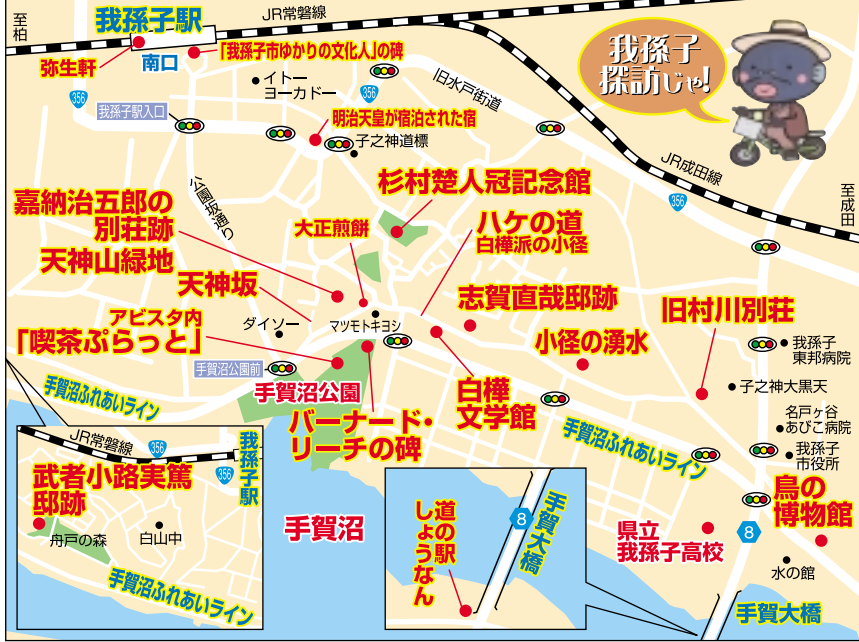 至柏
我孫子駅
JR常磐線
弥生軒
南口
「我孫子市ゆかりの文化人」の碑
イトー
ヨーカドー
356
356
旧水戸街道
我孫子
探訪じゃ!
我孫子駅入口
明治天皇が宿泊された宿
子之神道標
JR成田線
356
至成田
公園坂通り
杉村楚人冠記念館
嘉納治五郎の
別荘跡
天神山緑地
大正煎餅
ハケの道
白樺派の小径
天神坂
志賀直哉邸跡
旧村川別荘
アビスタ内
「喫茶ぷらっと」
ダイソー
マツモトキヨシ
小径の湧水
我孫子
東邦病院
手賀沼公園前
手賀沼公園
白樺
文学館
子之神大黒天
手賀沼ふれあいライン
バーナード・
リーチの碑
手賀沼ふれあいライン
名戸ヶ谷
あびこ病院
我孫子
市役所
JR常磐線
356
356
我孫子駅
武者小路実篤
邸跡
舟戸の森
白山中
手賀沼ふれあいライン
手賀沼
道の駅
しょうなん
8
手賀大橋
県立
我孫子高校
8
鳥の
博物館
水の館
手賀大橋